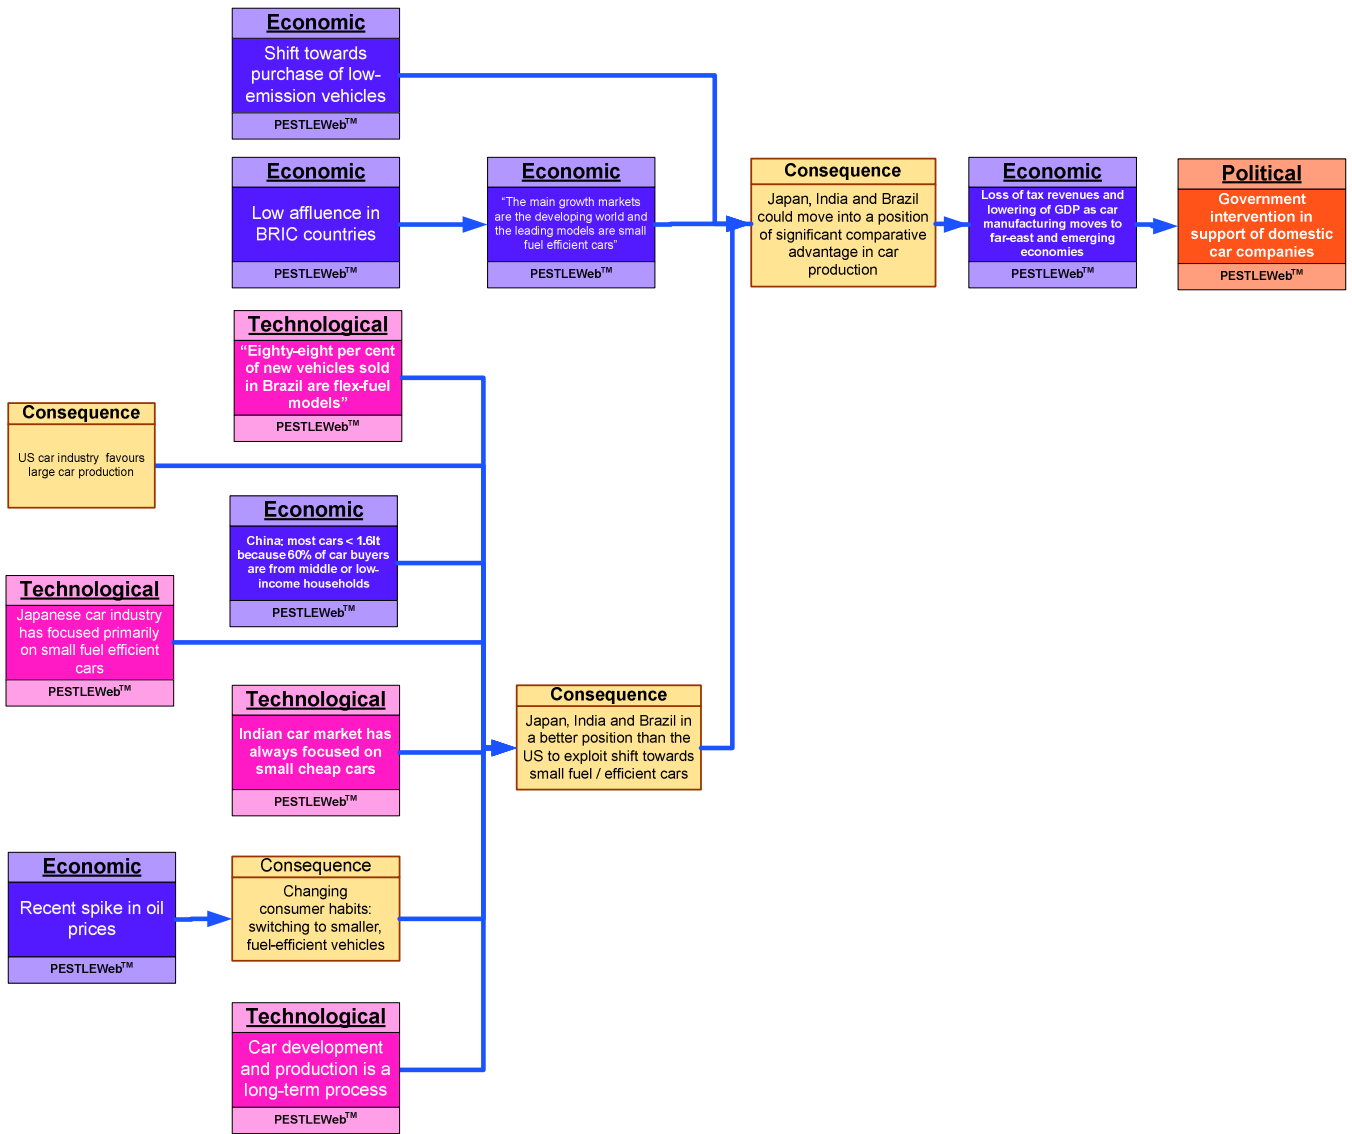 Economic
Shift towards
purchase of low-
emission vehicles
PESTLEWeb™
Economic
Low affluence in
BRIC countries
PESTLEWeb™
Economic
“The main growth markets
are the developing world and
the leading models are small
fuel efficient cars”
PESTLEWeb™
Consequence
Japan, India and Brazil
could move into a position
of significant comparative
advantage in car
production
Economic
Loss of tax revenues and
lowering of GDP as car
manufacturing moves to
far-east and emerging
economies
PESTLEWeb™
Political
Government
intervention in
support of domestic
car companies
PESTLEWeb™
Technological
“Eighty-eight per cent
of new vehicles sold
in Brazil are flex-fuel
models”
PESTLEWeb™
Consequence
US car industry favours
large car production
Economic
China: most cars < 1.6lt
because 60% of car buyers
are from middle or low-
income households
PESTLEWeb™
Technological
Japanese car industry
has focused primarily
on small fuel efficient
cars
PESTLEWeb™
Technological
Indian car market has
always focused on
small cheap cars
PESTLEWeb™
Consequence
Japan, India and Brazil in
a better position than the
US to exploit shift towards
small fuel / efficient cars
Economic
Recent spike in oil
prices
PESTLEWeb™
Consequence
Changing
consumer habits:
switching to smaller,
fuel-efficient vehicles
Technological
Car development
and production is a
long-term process
PESTLEWeb™